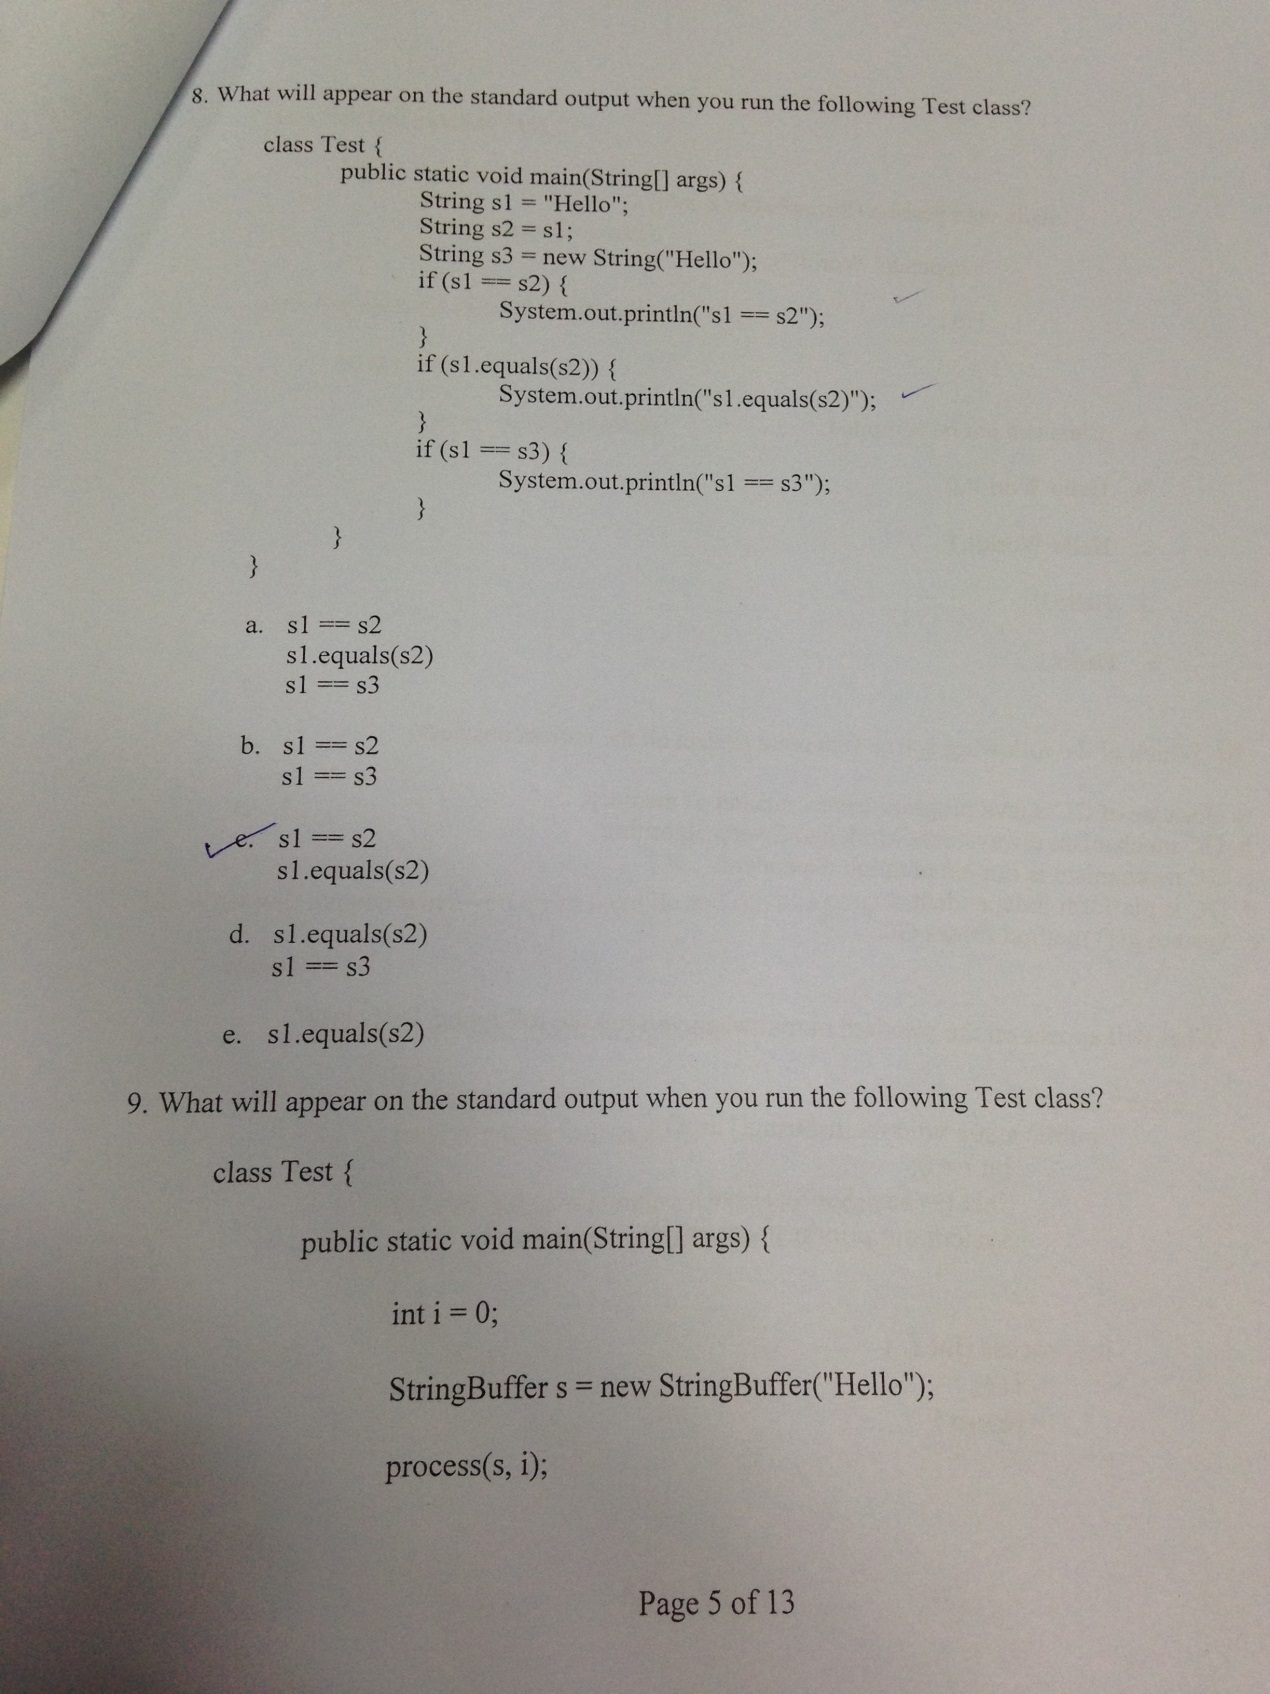 8. What will appear on the standard output when you run the following Test class?
class Test {
public static void main(String[] args) {
String s1 = "Hello";
String s2 = s1;
String s3 = new String("Hello");
if (s1 == s2) {
System.out.println("s1 == s2");
}
if (s1.equals(s2)) {
System.out.println("s1.equals(s2)");
}
if (s1 == s3) {
System.out.println("s1 == s3");
}
}
}
a. s1 == s2
s1.equals(s2)
s1 == s3
b. s1 == s2
s1 == s3
c. s1 == s2
s1.equals(s2)
d. s1.equals(s2)
s1 == s3
e. s1.equals(s2)
9. What will appear on the standard output when you run the following Test class?
class Test {
public static void main(String[] args) {
int i = 0;
StringBuffer s = new StringBuffer("Hello");
process(s, i);
Page 5 of 13